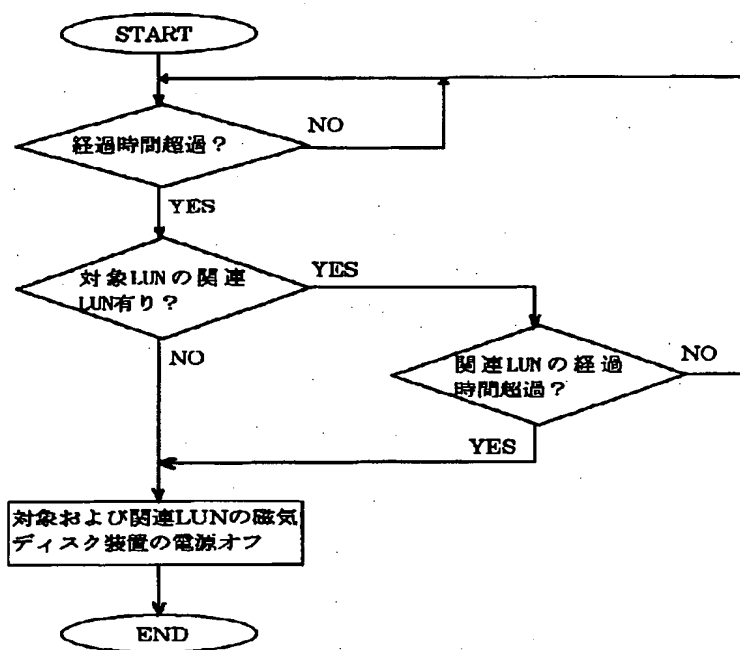 START
経過時間超過？
NO
YES
対象LUNの関連
LUN有り？
YES
NO
関連LUNの経過
時間超過？
NO
YES
対象および関連LUNの磁気
ディスク装置の電源オフ
END